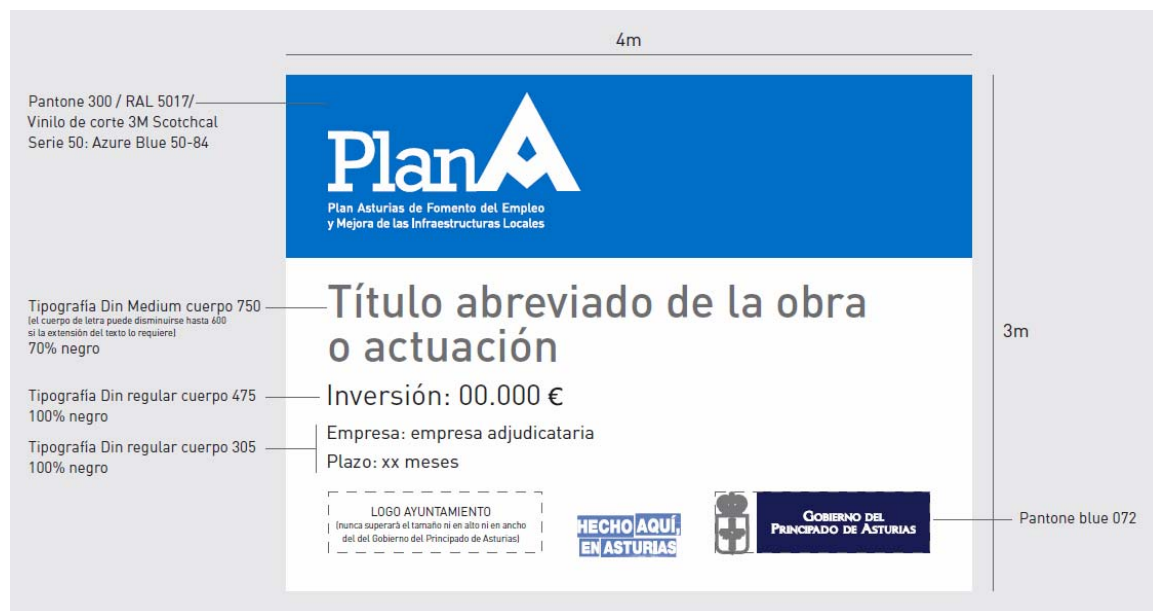 4m
Pantone 300 / RAL 5017/
Vinilo de corte 3M Scotchcal
Serie 50: Azure Blue 50-84
PlanA
Plan Asturias de Fomento del Empleo
y Mejora de las Infraestructuras Locales
Tipografía Din Medium cuerpo 750
(el cuerpo de letra puede disminuirse hasta 600
si la extensión del texto lo requiere)
70% negro
Título abreviado de la obra
o actuación
3m
Tipografía Din regular cuerpo 475
100% negro
Inversión: 00.000 €
Tipografía Din regular cuerpo 305
100% negro
Empresa: empresa adjudicataria
Plazo: xx meses
LOGO AYUNTAMIENTO
(nunca superará el tamaño ni en alto ni en ancho
del del Gobierno del Principado de Asturias)
HECHO AQUÍ,
EN ASTURIAS
GOBIERNO DEL
PRINCIPADO DE ASTURIAS
Pantone blue 072